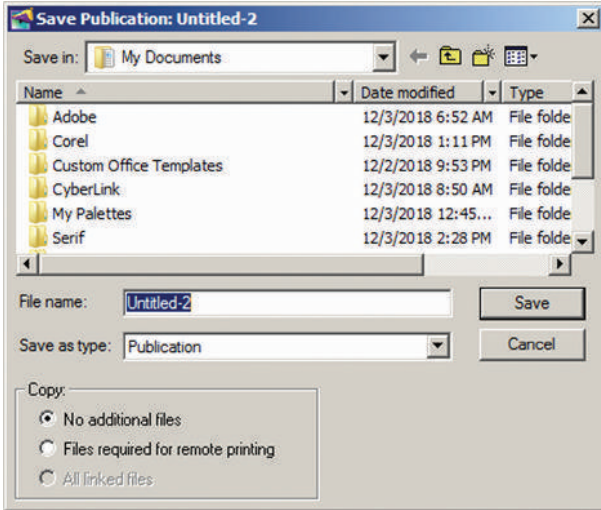 Save Publication: Untitled-2
Save in: My Documents
Name Date modified Type
Adobe 12/3/2018 6:52 AM File folde
Corel 12/3/2018 1:11 PM File folde
Custom Office Templates 12/2/2018 9:53 PM File folde
CyberLink 12/3/2018 8:50 AM File folde
My Palettes 12/3/2018 12:45... File folde
Serif 12/3/2018 2:28 PM File folde
File name: Untitled-2 Save
Save as type: Publication Cancel
Copy:
No additional files
Files required for remote printing
All linked files